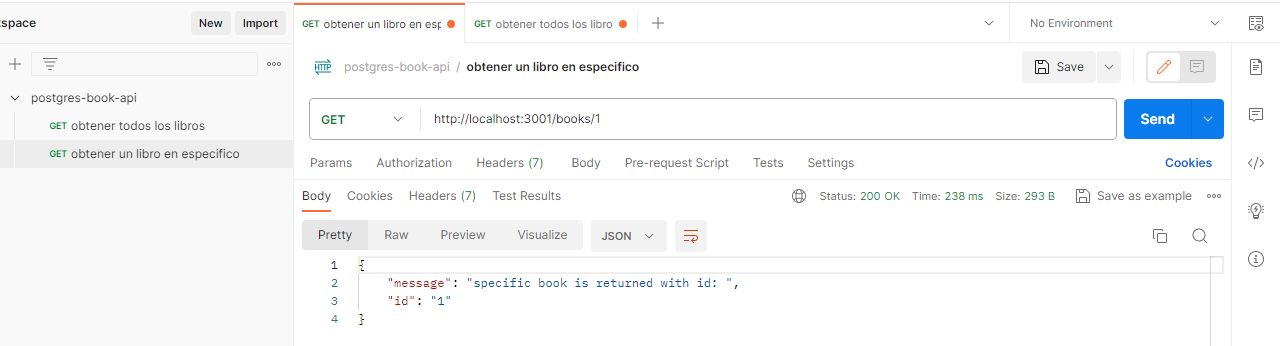 kspace New Import
GET obtener un libro en esp GET obtener todos los libro No Environment
HTTP postgres-book-api / obtener un libro en especifico Save
postgres-book-api
GET obtener todos los libros
GET obtener un libro en especifico
GET http://localhost:3001/books/1 Send
Params Authorization Headers (7) Body Pre-request Script Tests Settings Cookies
Body Cookies Headers (7) Test Results Status: 200 OK Time: 238 ms Size: 293 B Save as example
Pretty Raw Preview Visualize JSON
1 {
2 "message": "specific book is returned with id: ",
3 "id": "1"
4 }